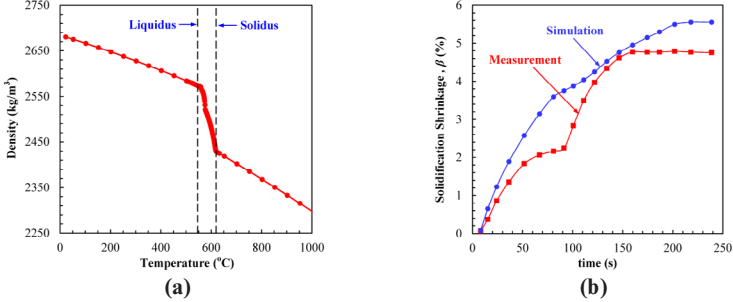 2750
2650
2550
2450
2350
2250
Density (kg/m³)
Liquidus
Solidus
0
200
400
600
800
1000
Temperature (°C)
(a)
6
5
4
3
2
1
0
Solidification Shrinkage , β (%)
Simulation
Measurement
0
50
100
150
200
250
time (s)
(b)